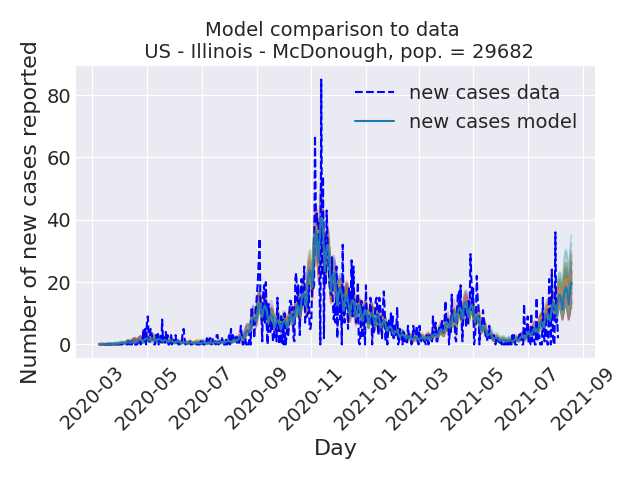 Model comparison to data
US - Illinois - McDonough, pop. = 29682
Number of new cases reported
80
60
40
20
0
new cases data
new cases model
2020-03
2020-05
2020-07
2020-09
2020-11
2021-01
2021-03
2021-05
2021-07
2021-09
Day